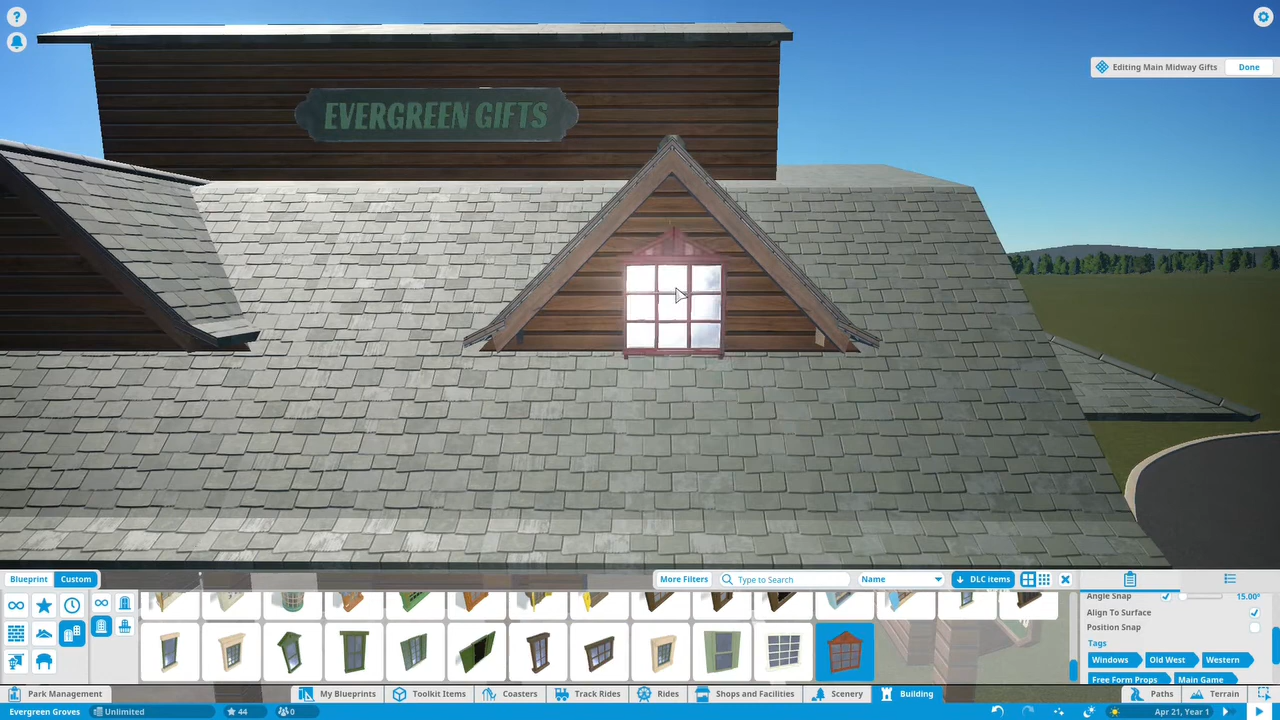 Editing Main Midway Gifts
Done
EVERGREEN GIFTS
Blueprint
Custom
More Filters
Type to Search
Name
DLC items
Angle Snap
15.00°
Align To Surface
Position Snap
Tags
Windows
Old West
Western
Free Form Props
Main Game
Park Management
My Blueprints
Toolkit Items
Coasters
Track Rides
Rides
Shops and Facilities
Scenery
Building
Paths
Terrain
Evergreen Groves
Unlimited
44
0
Apr 21, Year 1